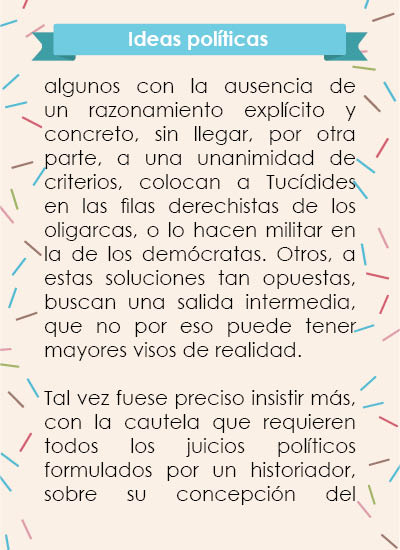 Ideas políticas
algunos con la ausencia de
un razonamiento explícito y
concreto, sin llegar, por otra
parte, a una unanimidad de
criterios, colocan a Tucídides
en las filas derechistas de los
oligarcas, o lo hacen militar en
la de los demócratas. Otros, a
estas soluciones tan opuestas,
buscan una salida intermedia,
que no por eso puede tener
mayores visos de realidad.
Tal vez fuese preciso insistir más,
con la cautela que requieren
todos los juicios políticos
formulados por un historiador,
sobre su concepción del